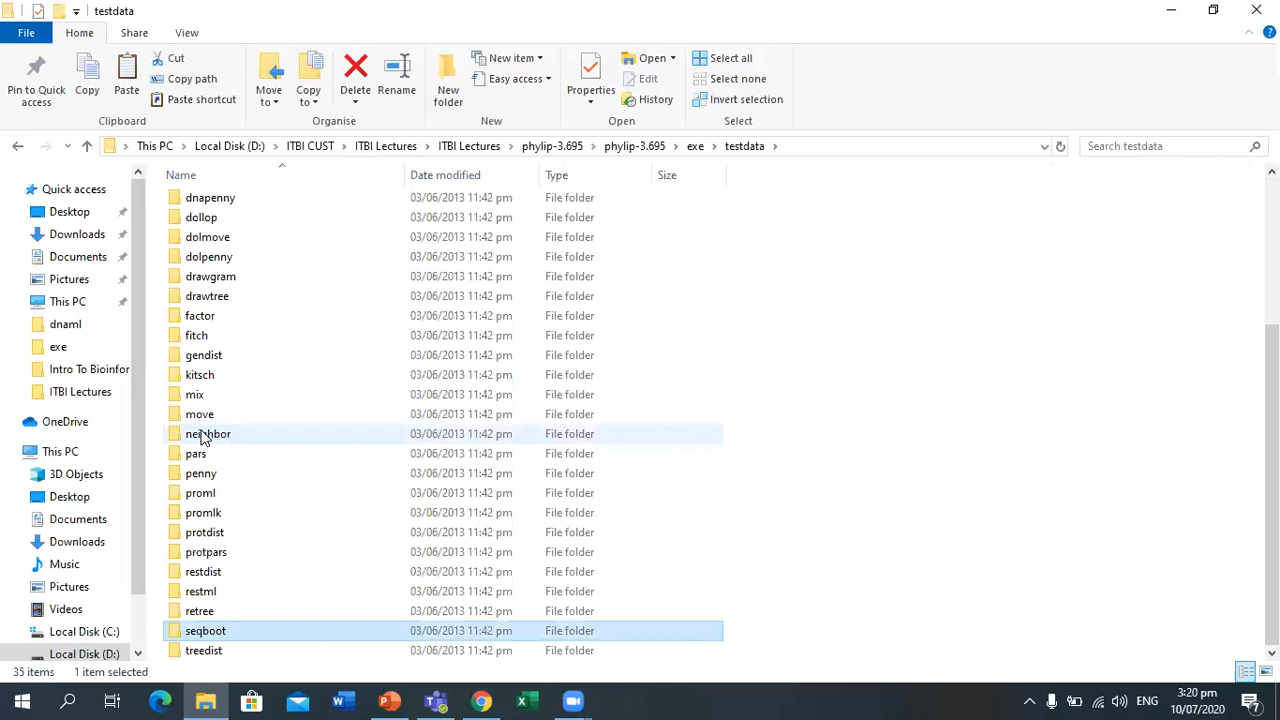 testdata
File Home Share View
Pin to Quick access
Copy
Paste
Cut
Copy path
Paste shortcut
Clipboard
Move to
Copy to
Delete
Rename
Organise
New folder
New item
Easy access
New
Properties
Open
Edit
History
Open
Select all
Select none
Invert selection
Select
This PC > Local Disk (D:) > ITBI CUST > ITBI Lectures > ITBI Lectures > phylip-3.695 > phylip-3.695 > exe > testdata >
Search testdata
Quick access
Desktop
Downloads
Documents
Pictures
This PC
dnaml
exe
Intro To Bioinfor
ITBI Lectures
OneDrive
This PC
3D Objects
Desktop
Documents
Downloads
Music
Pictures
Videos
Local Disk (C:)
Local Disk (D:)
Name Date modified Type Size
dnapenny 03/06/2013 11:42 pm File folder
dollop 03/06/2013 11:42 pm File folder
dolmove 03/06/2013 11:42 pm File folder
dolpenny 03/06/2013 11:42 pm File folder
drawgram 03/06/2013 11:42 pm File folder
drawtree 03/06/2013 11:42 pm File folder
factor 03/06/2013 11:42 pm File folder
fitch 03/06/2013 11:42 pm File folder
gendist 03/06/2013 11:42 pm File folder
kitsch 03/06/2013 11:42 pm File folder
mix 03/06/2013 11:42 pm File folder
move 03/06/2013 11:42 pm File folder
neighbor 03/06/2013 11:42 pm File folder
pars 03/06/2013 11:42 pm File folder
penny 03/06/2013 11:42 pm File folder
proml 03/06/2013 11:42 pm File folder
promlk 03/06/2013 11:42 pm File folder
protdist 03/06/2013 11:42 pm File folder
protpars 03/06/2013 11:42 pm File folder
restdist 03/06/2013 11:42 pm File folder
restml 03/06/2013 11:42 pm File folder
retree 03/06/2013 11:42 pm File folder
seqboot 03/06/2013 11:42 pm File folder
treedist 03/06/2013 11:42 pm File folder
35 items 1 item selected
ENG
3:20 pm
10/07/2020
7